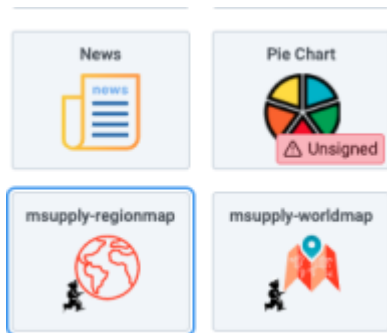 News
Pie Chart
news
Unsigned
msupply-regionmap
msupply-worldmap